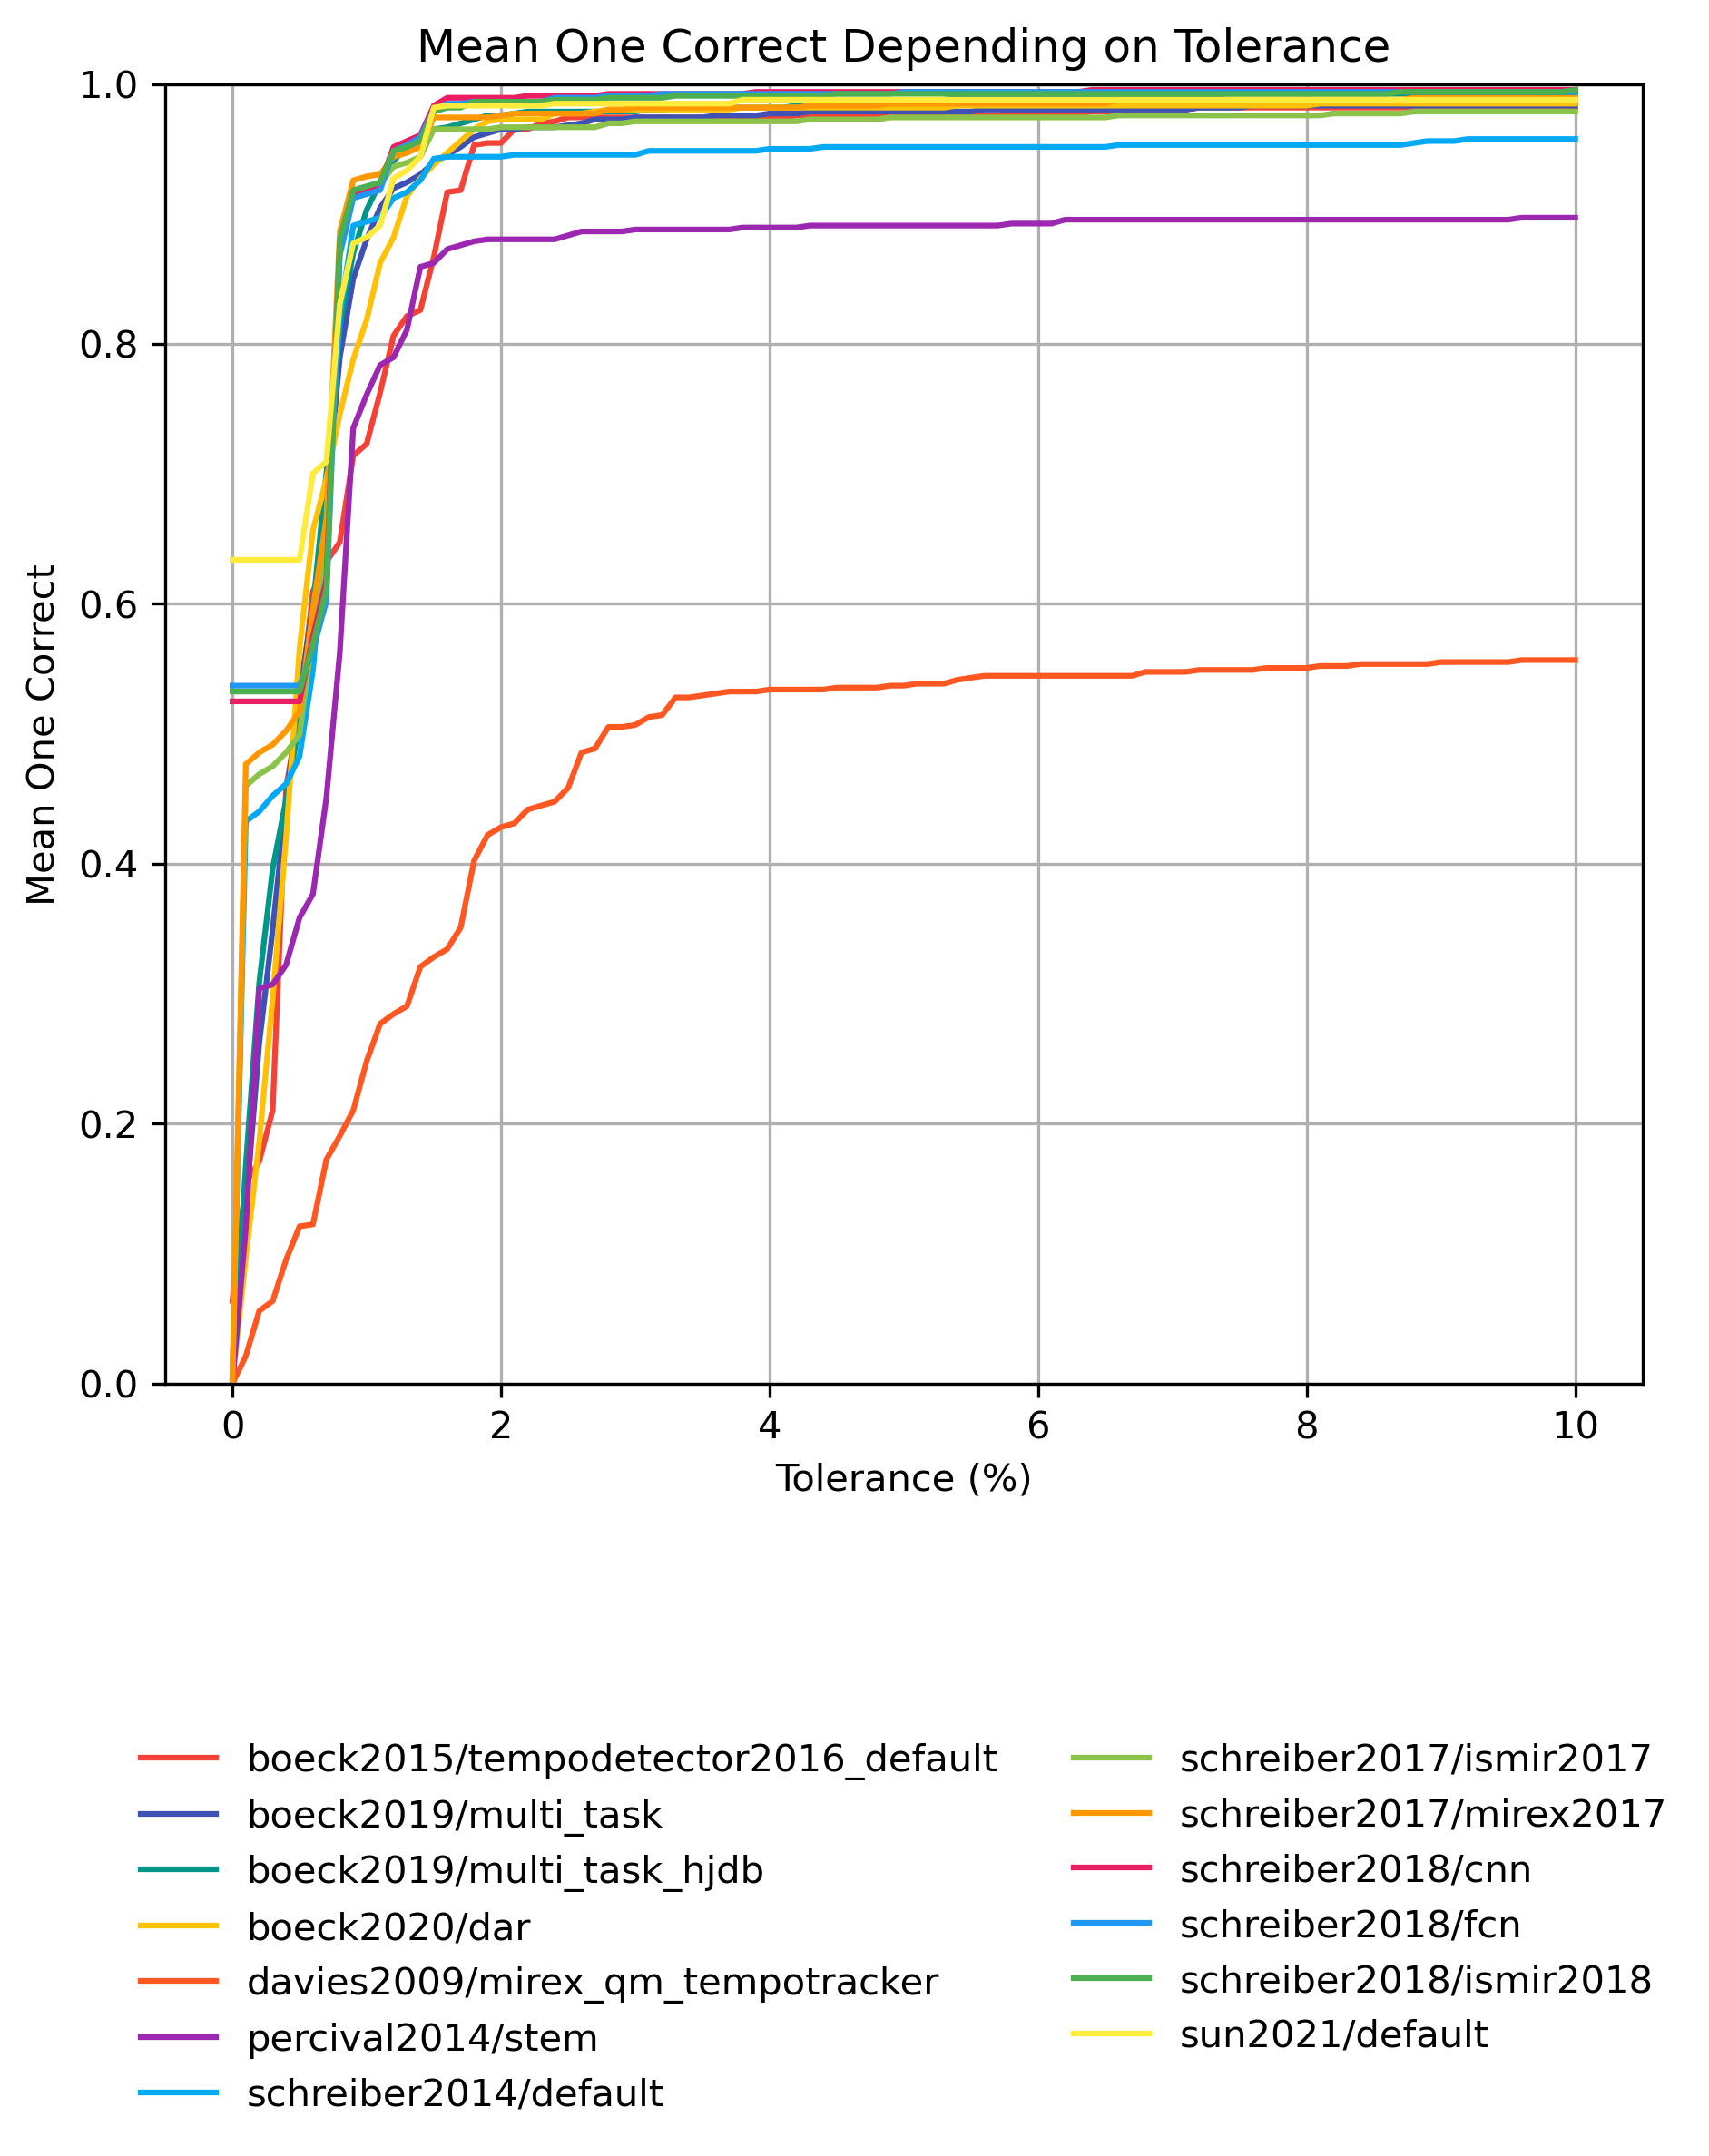 Mean One Correct Depending on Tolerance
1.0
0.8
0.6
0.4
0.2
0.0
Mean One Correct
0 2 4 6 8 10
Tolerance (%)
boeck2015/tempodetector2016_default
boeck2019/multi_task
boeck2019/multi_task_hjdb
boeck2020/dar
davies2009/mirex_qm_tempotracker
percival2014/stem
schreiber2014/default
schreiber2017/ismir2017
schreiber2017/mirex2017
schreiber2018/cnn
schreiber2018/fcn
schreiber2018/ismir2018
sun2021/default